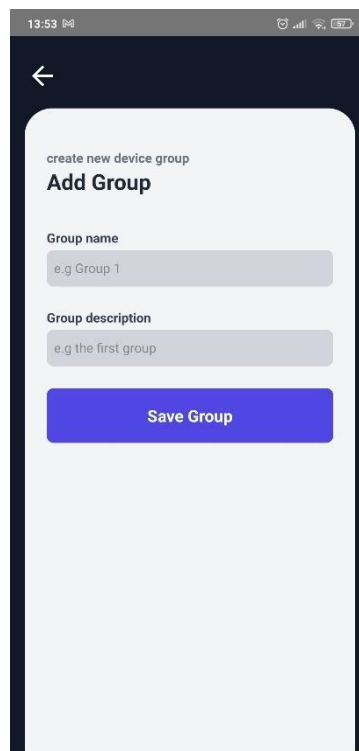 13:53 57
create new device group
Add Group
Group name
e.g Group 1
Group description
e.g the first group
Save Group